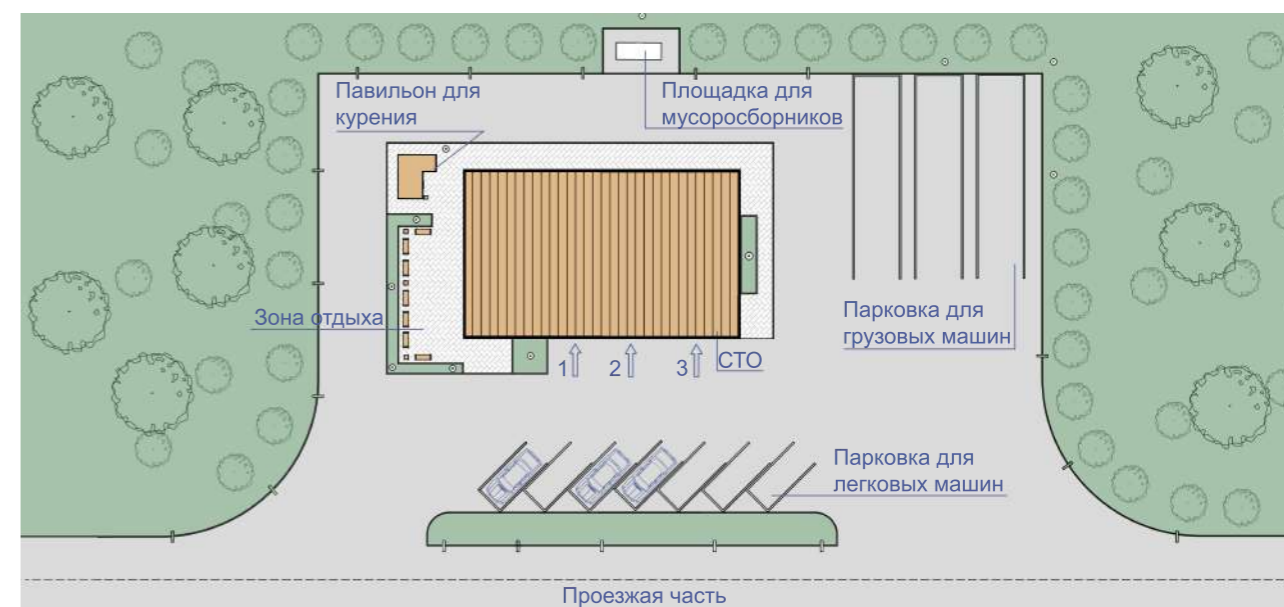 Павильон для
курения
Площадка для
мусоросборников
Зона отдыха
Парковка для
грузовых машин
1
2
3
СТО
Парковка для
легковых машин
Проезжая часть